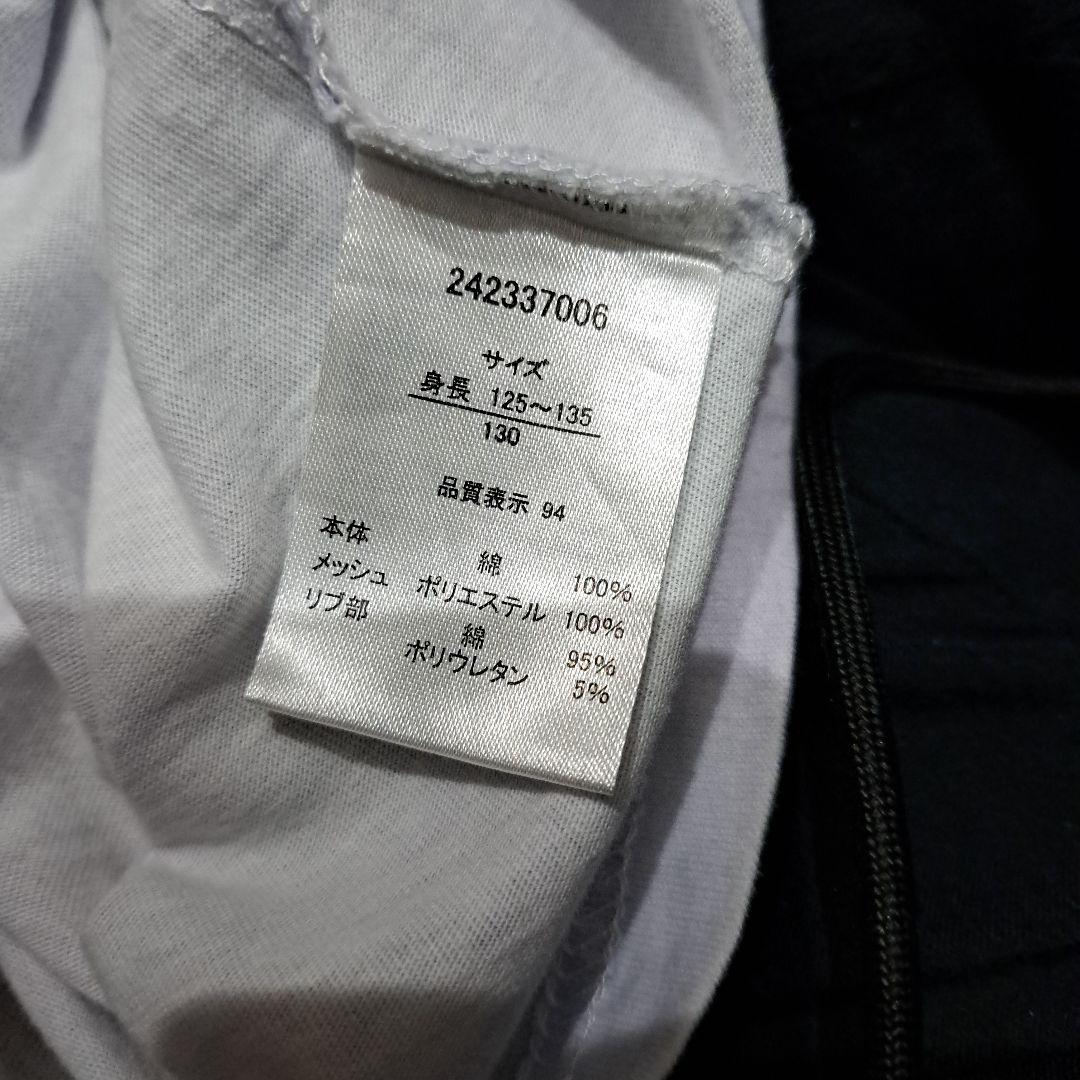 242337006
サイズ
身長 125〜135
130
品質表示 94
本体 綿 100%
メッシュ ポリエステル 100%
リブ部 綿 95%
ポリウレタン 5%